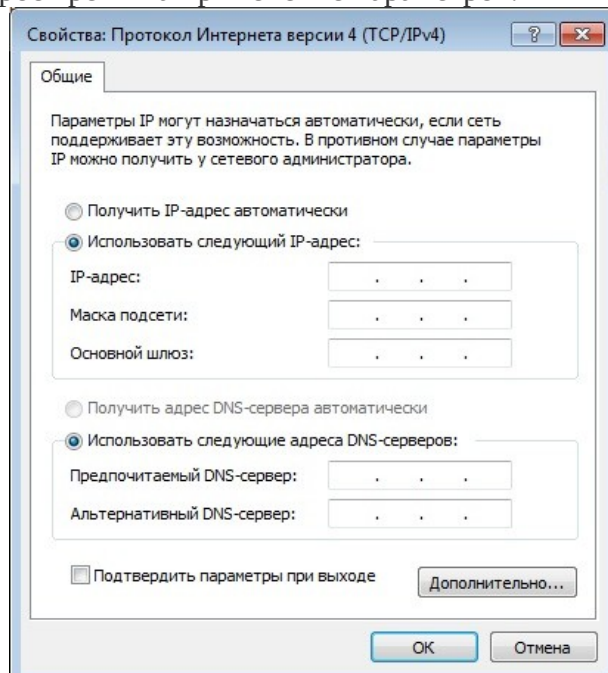 Свойства: Протокол Интернета версии 4 (TCP/IPv4)
Общие
Параметры IP могут назначаться автоматически, если сеть
поддерживает эту возможность. В противном случае параметры
IP можно получить у сетевого администратора.
Получить IP-адрес автоматически
Использовать следующий IP-адрес:
IP-адрес:
Маска подсети:
Основной шлюз:
Получить адрес DNS-сервера автоматически
Использовать следующие адреса DNS-серверов:
Предпочитаемый DNS-сервер:
Альтернативный DNS-сервер:
Подтвердить параметры при выходе
Дополнительно...
ОК
Отмена